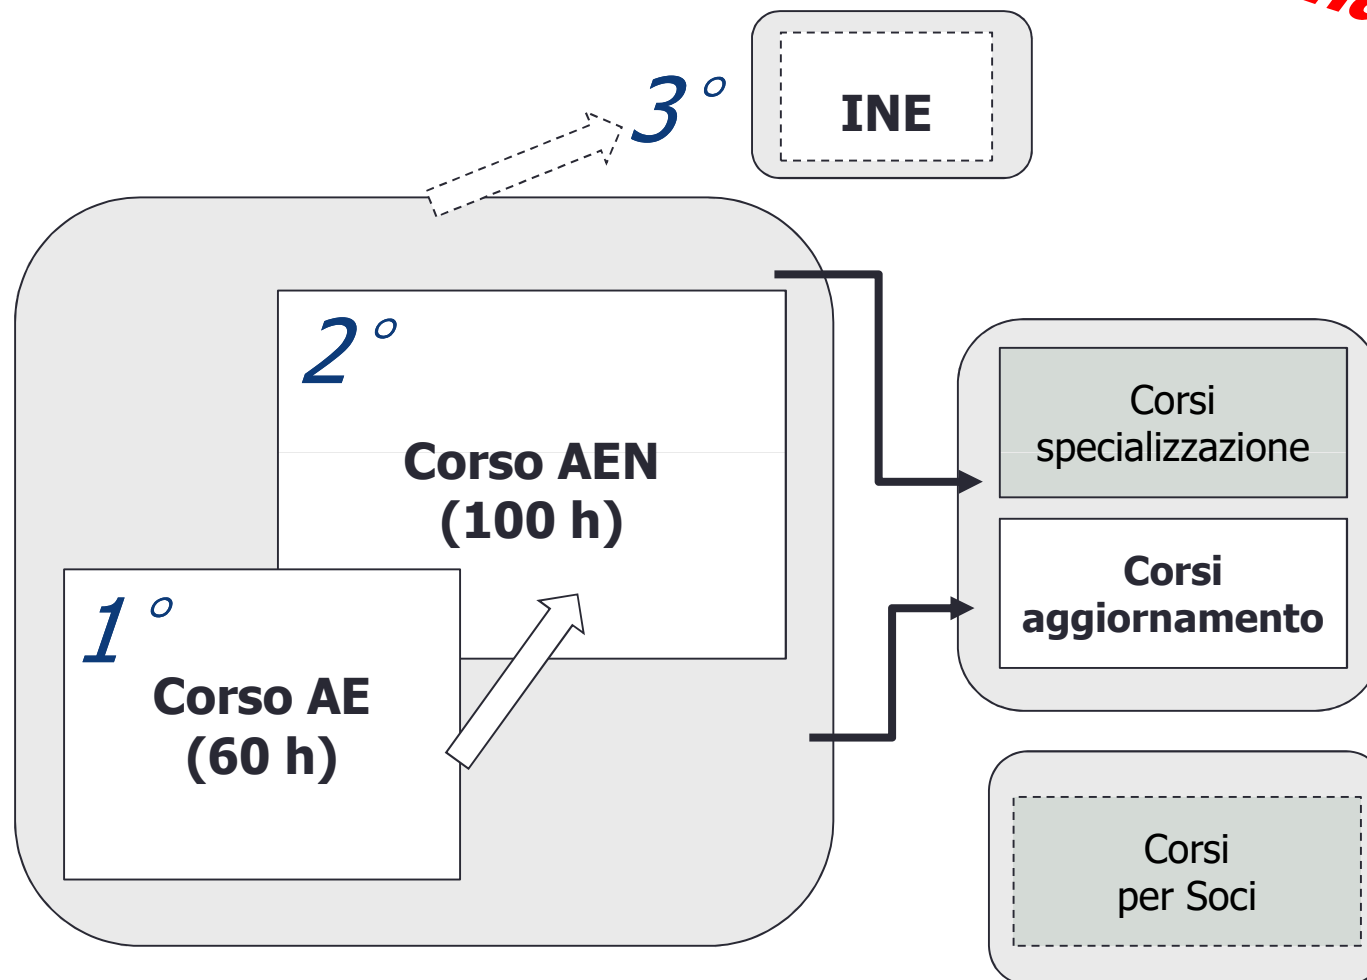 3°
INE
2°
Corso AEN
(100 h)
1°
Corso AE
(60 h)
Corsi
specializzazione
Corsi
aggiornamento
Corsi
per Soci